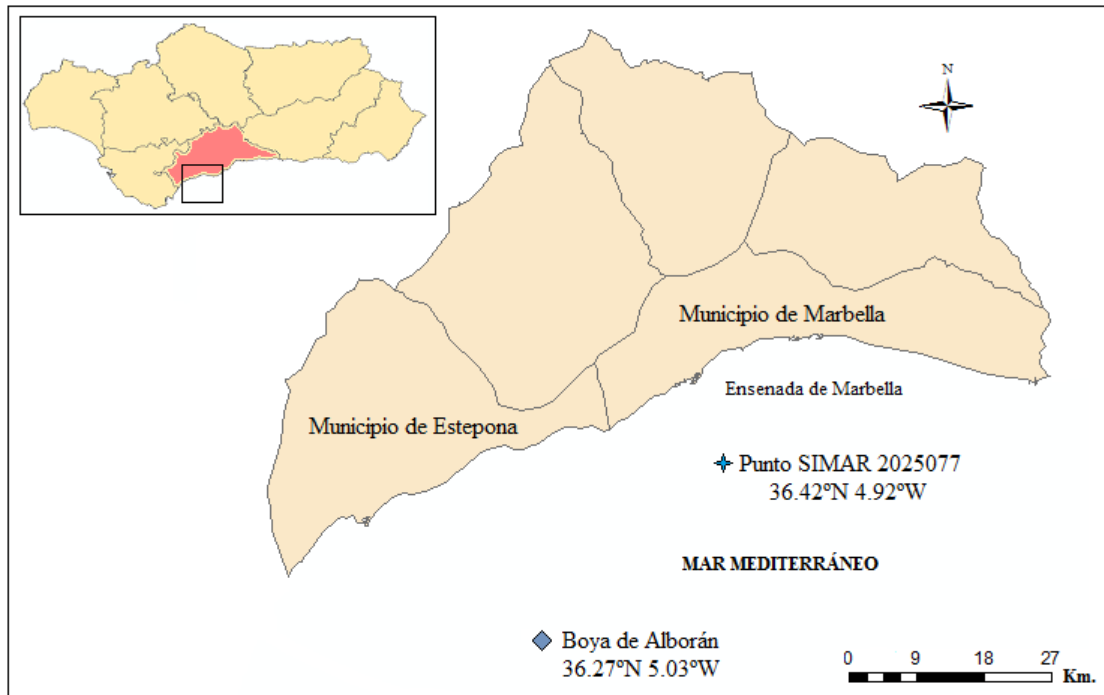 N
Municipio de Marbella
Ensenada de Marbella
Municipio de Estepona
Punto SIMAR 2025077
36.42ºN 4.92ºW
MAR MEDITERRÁNEO
Boya de Alborán
36.27ºN 5.03ºW
0 9 18 27
Km.